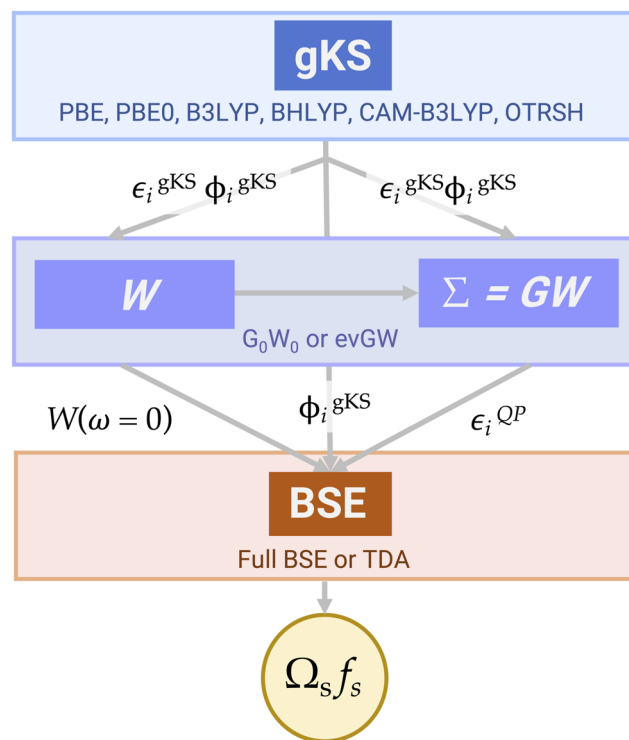 gKS
PBE, PBE0, B3LYP, BHLYP, CAM-B3LYP, OTRSH
ϵᵢ ᵍᴷˢ ϕᵢ ᵍᴷˢ ϵᵢ ᵍᴷˢ ϕᵢ ᵍᴷˢ
W Σ = GW
G₀W₀ or evGW
W(ω = 0) ϕᵢ ᵍᴷˢ ϵᵢ QP
BSE
Full BSE or TDA
Ωₛ fₛ